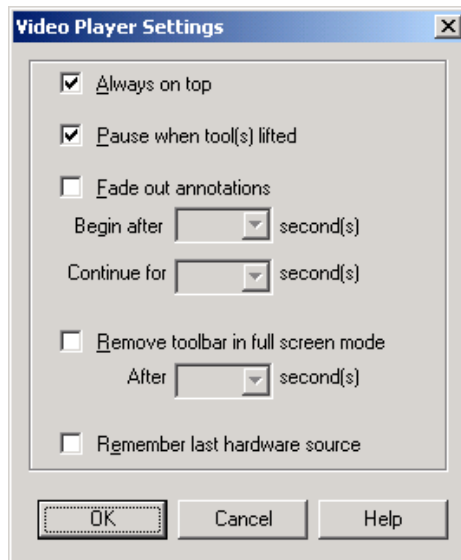 Video Player Settings
Always on top
Pause when tool(s) lifted
Fade out annotations
Begin after second(s)
Continue for second(s)
Remove toolbar in full screen mode
After second(s)
Remember last hardware source
OK Cancel Help